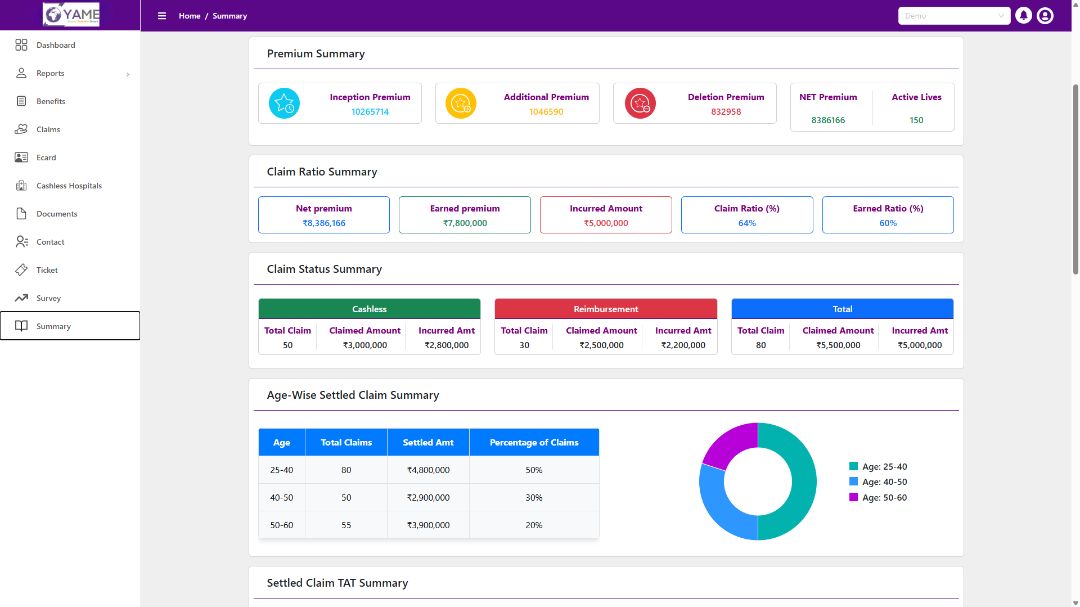 YAME
Home / Summary
Demo
Dashboard
Reports
Benefits
Claims
Ecard
Cashless Hospitals
Documents
Contact
Ticket
Survey
Summary
Premium Summary
Inception Premium
10265714
Additional Premium
1046590
Deletion Premium
832958
NET Premium
8386166
Active Lives
150
Claim Ratio Summary
Net premium
₹8,386,166
Earned premium
₹7,800,000
Incurred Amount
₹5,000,000
Claim Ratio (%)
64%
Earned Ratio (%)
60%
Claim Status Summary
Cashless
Total Claim Claimed Amount Incurred Amt
50 ₹3,000,000 ₹2,800,000
Reimbursement
Total Claim Claimed Amount Incurred Amt
30 ₹2,500,000 ₹2,200,000
Total
Total Claim Claimed Amount Incurred Amt
80 ₹5,500,000 ₹5,000,000
Age-Wise Settled Claim Summary
Age Total Claims Settled Amt Percentage of Claims
25-40 80 ₹4,800,000 50%
40-50 50 ₹2,900,000 30%
50-60 55 ₹3,900,000 20%
Age: 25-40
Age: 40-50
Age: 50-60
Settled Claim TAT Summary